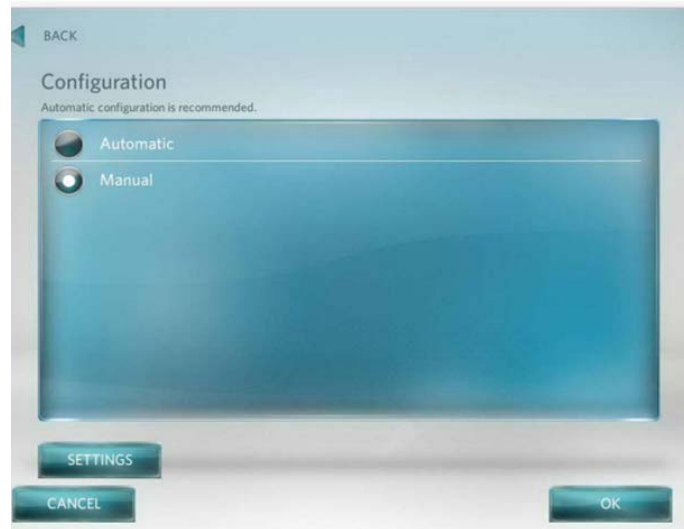 BACK
Configuration
Automatic configuration is recommended.
Automatic
Manual
SETTINGS
CANCEL
OK